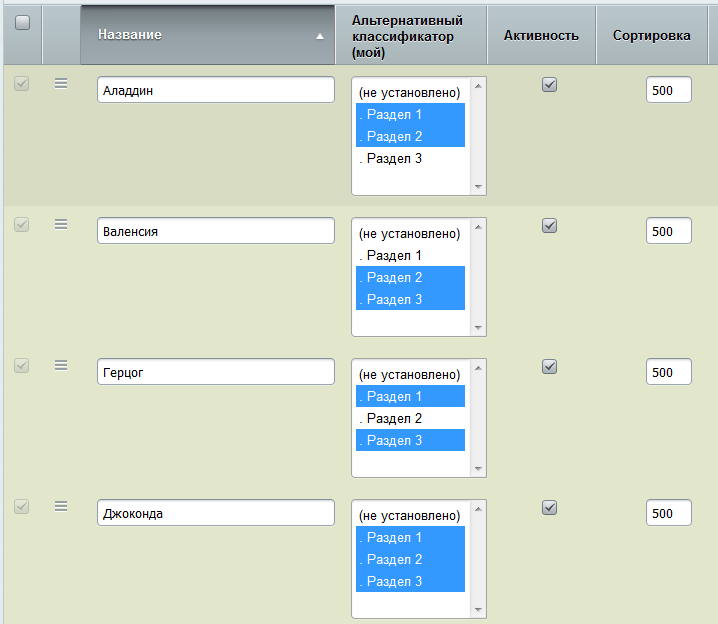 Название
Альтернативный
классификатор
(мой)
Активность
Сортировка
Аладдин
(не установлено)
. Раздел 1
. Раздел 2
. Раздел 3
500
Валенсия
(не установлено)
. Раздел 1
. Раздел 2
. Раздел 3
500
Герцог
(не установлено)
. Раздел 1
. Раздел 2
. Раздел 3
500
Джоконда
(не установлено)
. Раздел 1
. Раздел 2
. Раздел 3
500